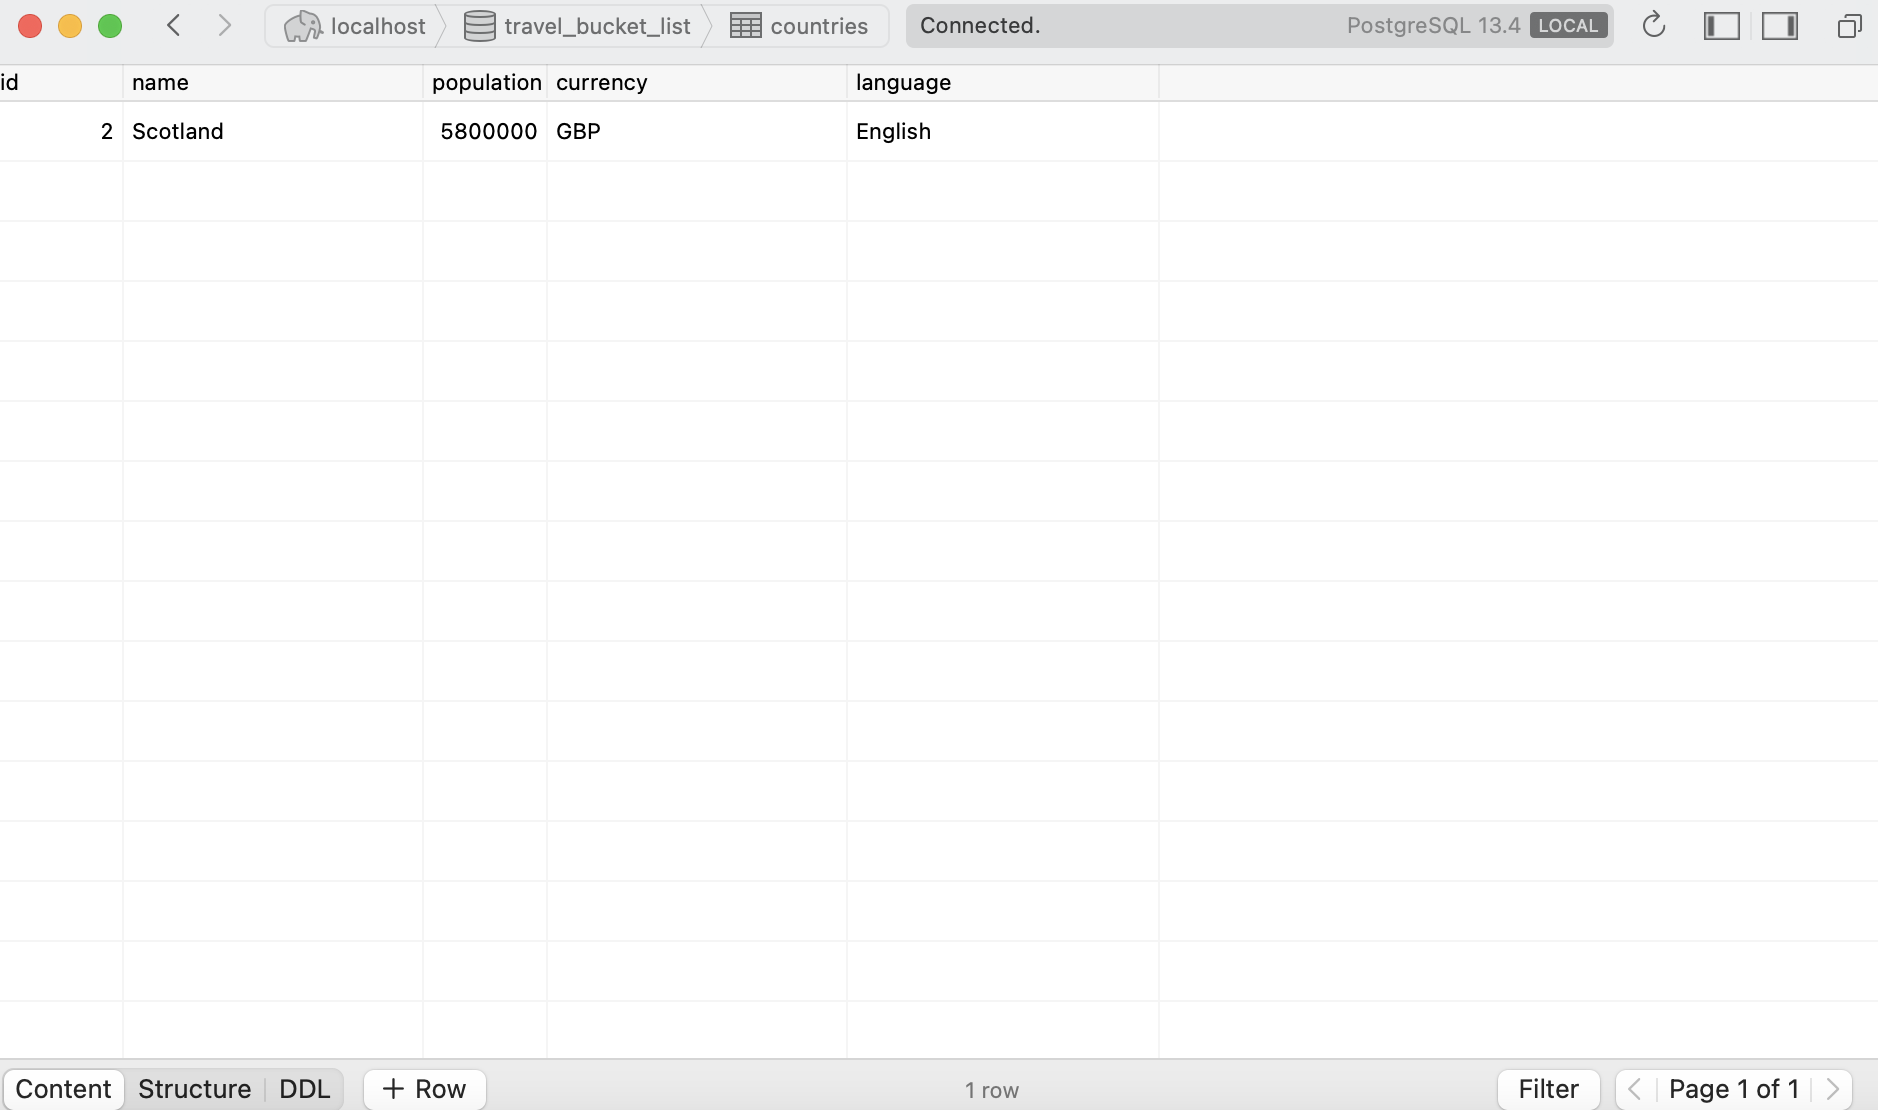 localhost travel_bucket_list countries Connected. PostgreSQL 13.4 LOCAL
id name population currency language
2 Scotland 5800000 GBP English
Content Structure DDL + Row 1 row Filter Page 1 of 1